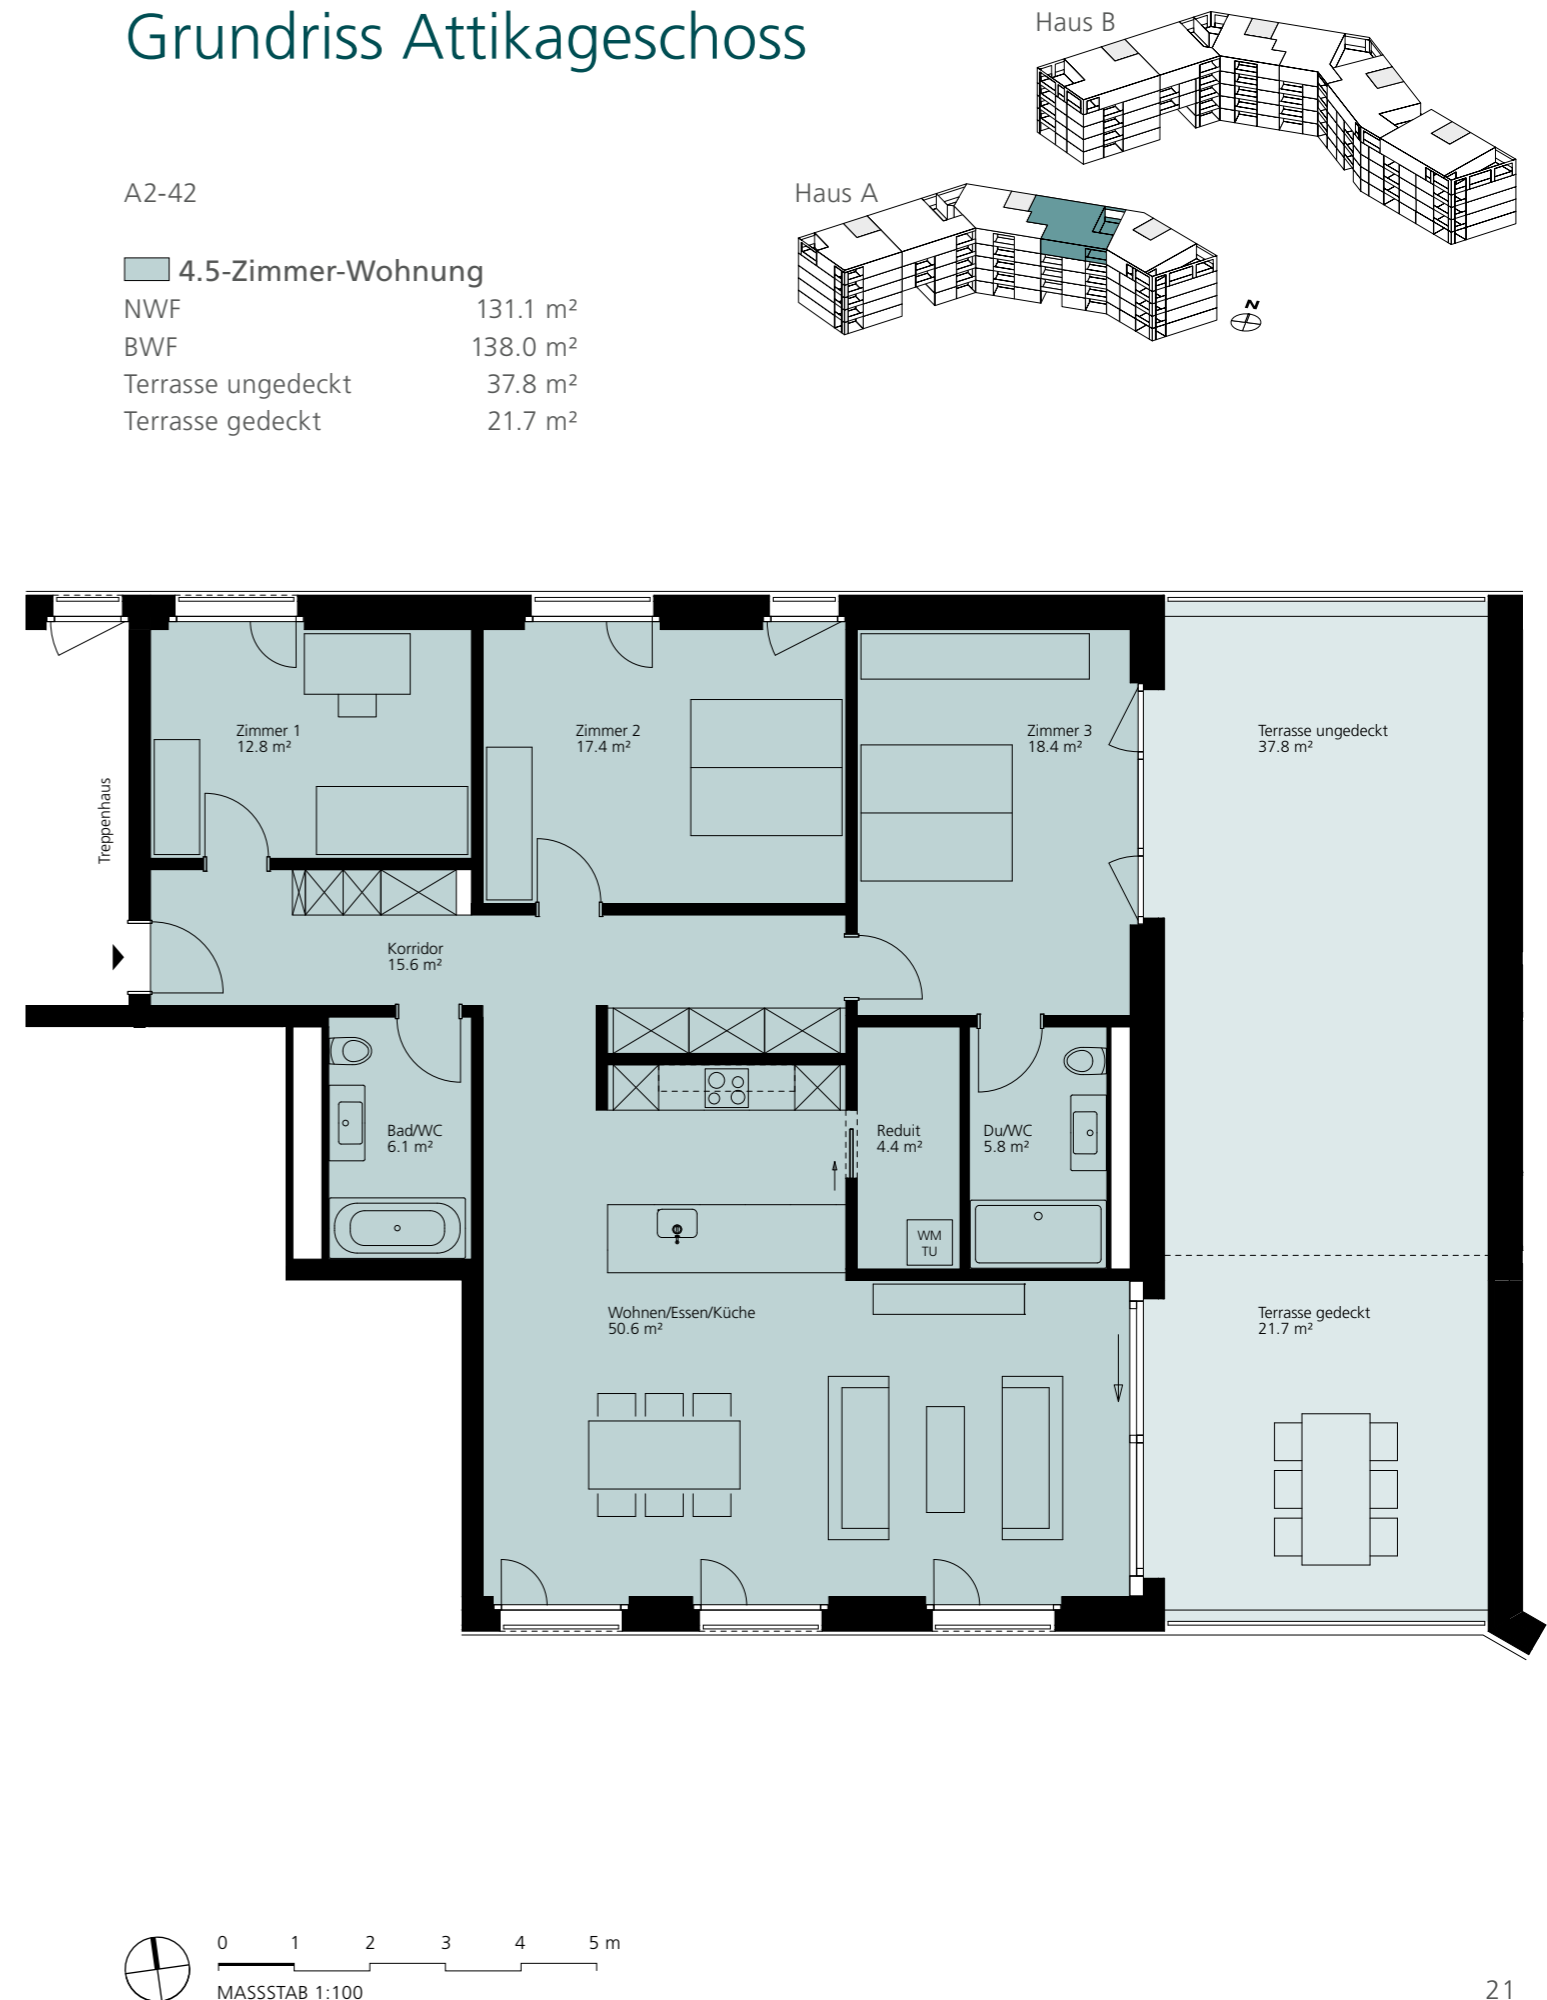 Grundriss Attikageschoss
Haus B
A2-42
Haus A
4.5-Zimmer-Wohnung
NWF 131.1 m²
BWF 138.0 m²
Terrasse ungedeckt 37.8 m²
Terrasse gedeckt 21.7 m²
N
Zimmer 1
12.8 m²
Zimmer 2
17.4 m²
Zimmer 3
18.4 m²
Terrasse ungedeckt
37.8 m²
Treppenhaus
Korridor
15.6 m²
Bad/WC
6.1 m²
Reduit
4.4 m²
Du/WC
5.8 m²
WM
TU
Wohnen/Essen/Küche
50.6 m²
Terrasse gedeckt
21.7 m²
0 1 2 3 4 5 m
MASSSTAB 1:100
21